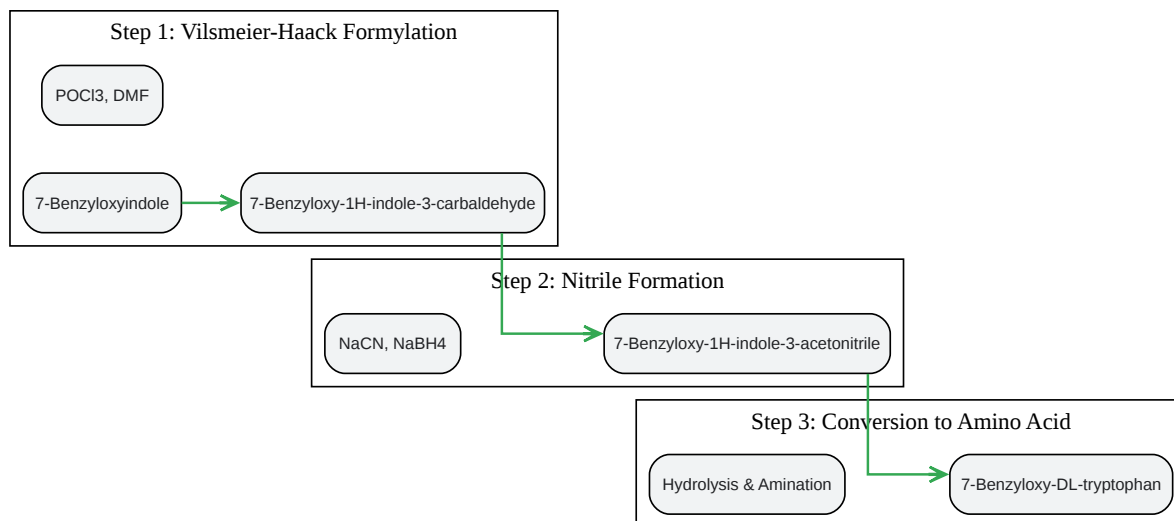 Step 1: Vilsmeier-Haack Formylation
POCl3, DMF
7-Benzyloxyindole
7-Benzyloxy-1H-indole-3-carbaldehyde
Step 2: Nitrile Formation
NaCN, NaBH4
7-Benzyloxy-1H-indole-3-acetonitrile
Step 3: Conversion to Amino Acid
Hydrolysis & Amination
7-Benzyloxy-DL-tryptophan